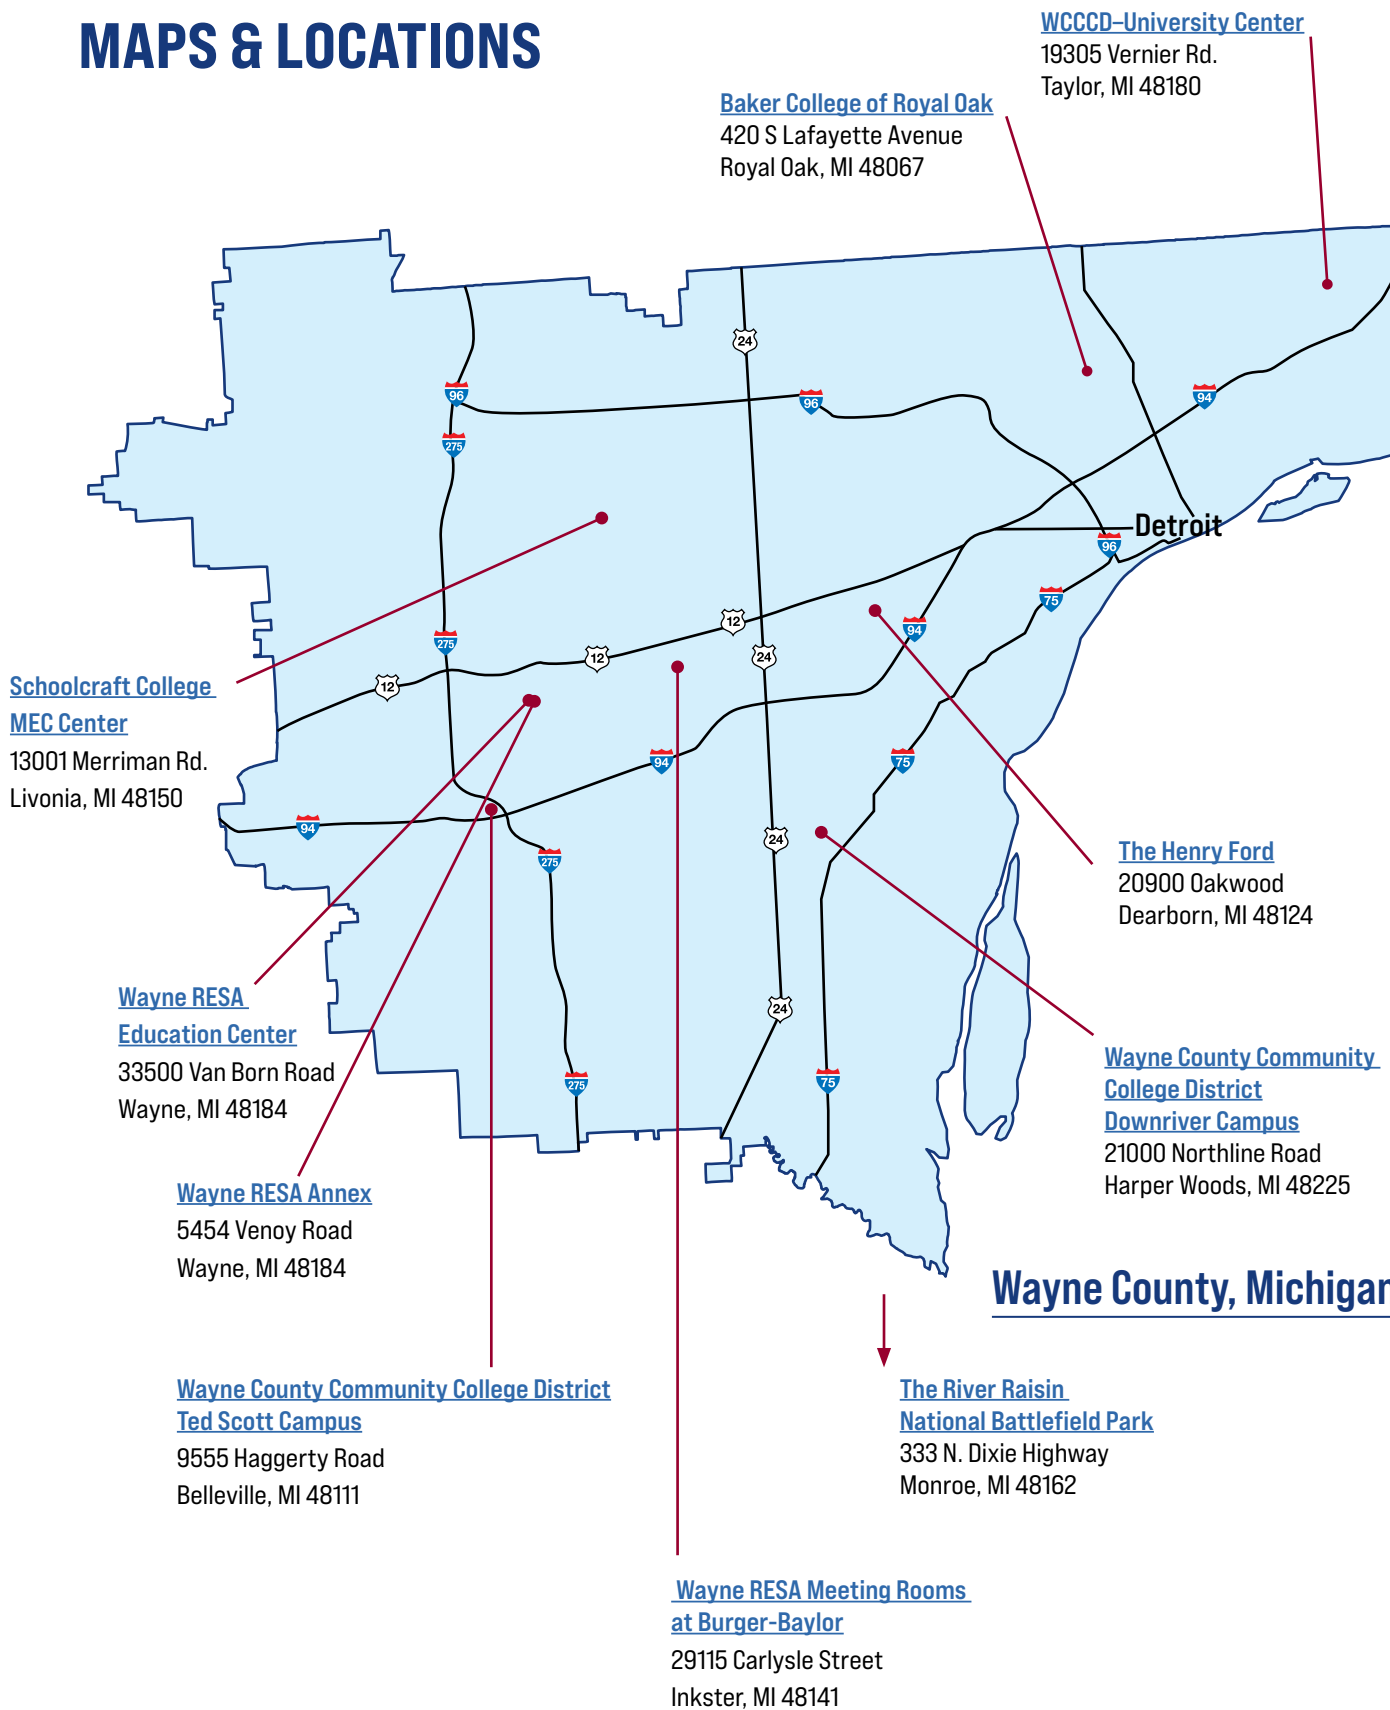 MAPS & LOCATIONS
WCCCD–University Center
19305 Vernier Rd.
Taylor, MI 48180
Baker College of Royal Oak
420 S Lafayette Avenue
Royal Oak, MI 48067
24
96
96
94
275
Detroit
96
75
12
94
275
24
12
12
Schoolcraft College
MEC Center
13001 Merriman Rd.
Livonia, MI 48150
94
75
94
24
275
The Henry Ford
20900 Oakwood
Dearborn, MI 48124
Wayne RESA
Education Center
33500 Van Born Road
Wayne, MI 48184
24
275
75
Wayne County Community
College District
Downriver Campus
21000 Northline Road
Harper Woods, MI 48225
Wayne RESA Annex
5454 Venoy Road
Wayne, MI 48184
Wayne County, Michigan
Wayne County Community College District
Ted Scott Campus
9555 Haggerty Road
Belleville, MI 48111
The River Raisin
National Battlefield Park
333 N. Dixie Highway
Monroe, MI 48162
Wayne RESA Meeting Rooms
at Burger-Baylor
29115 Carlysle Street
Inkster, MI 48141